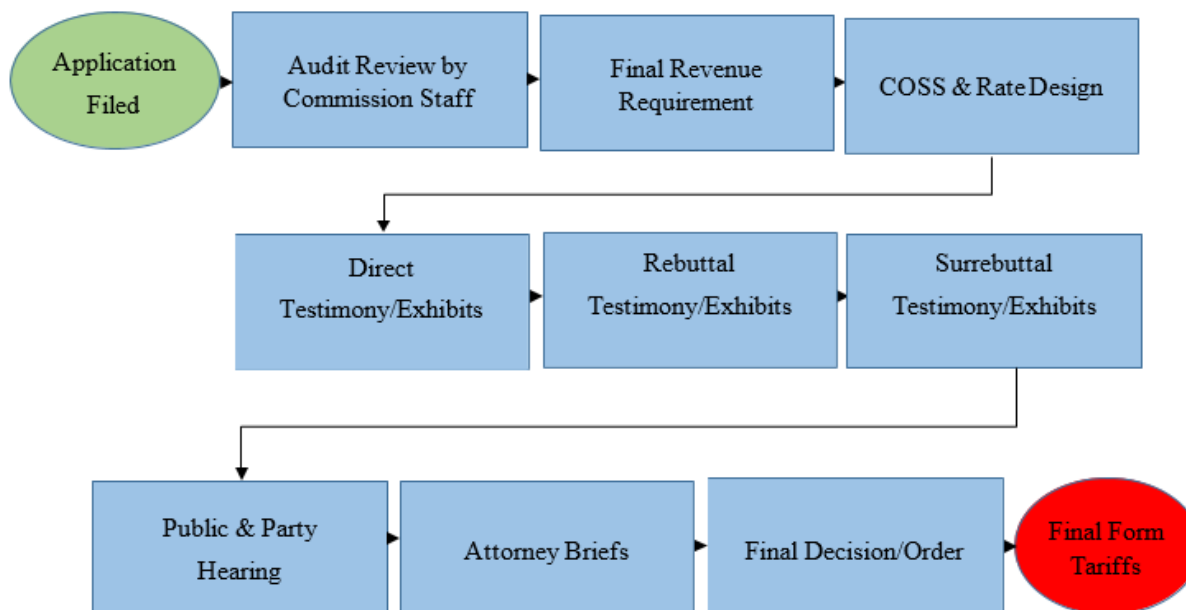 Application
Filed
Audit Review by
Commission Staff
Final Revenue
Requirement
COSS & Rate Design
Direct
Testimony/Exhibits
Rebuttal
Testimony/Exhibits
Surrebuttal
Testimony/Exhibits
Public & Party
Hearing
Attorney Briefs
Final Decision/Order
Final Form
Tariffs